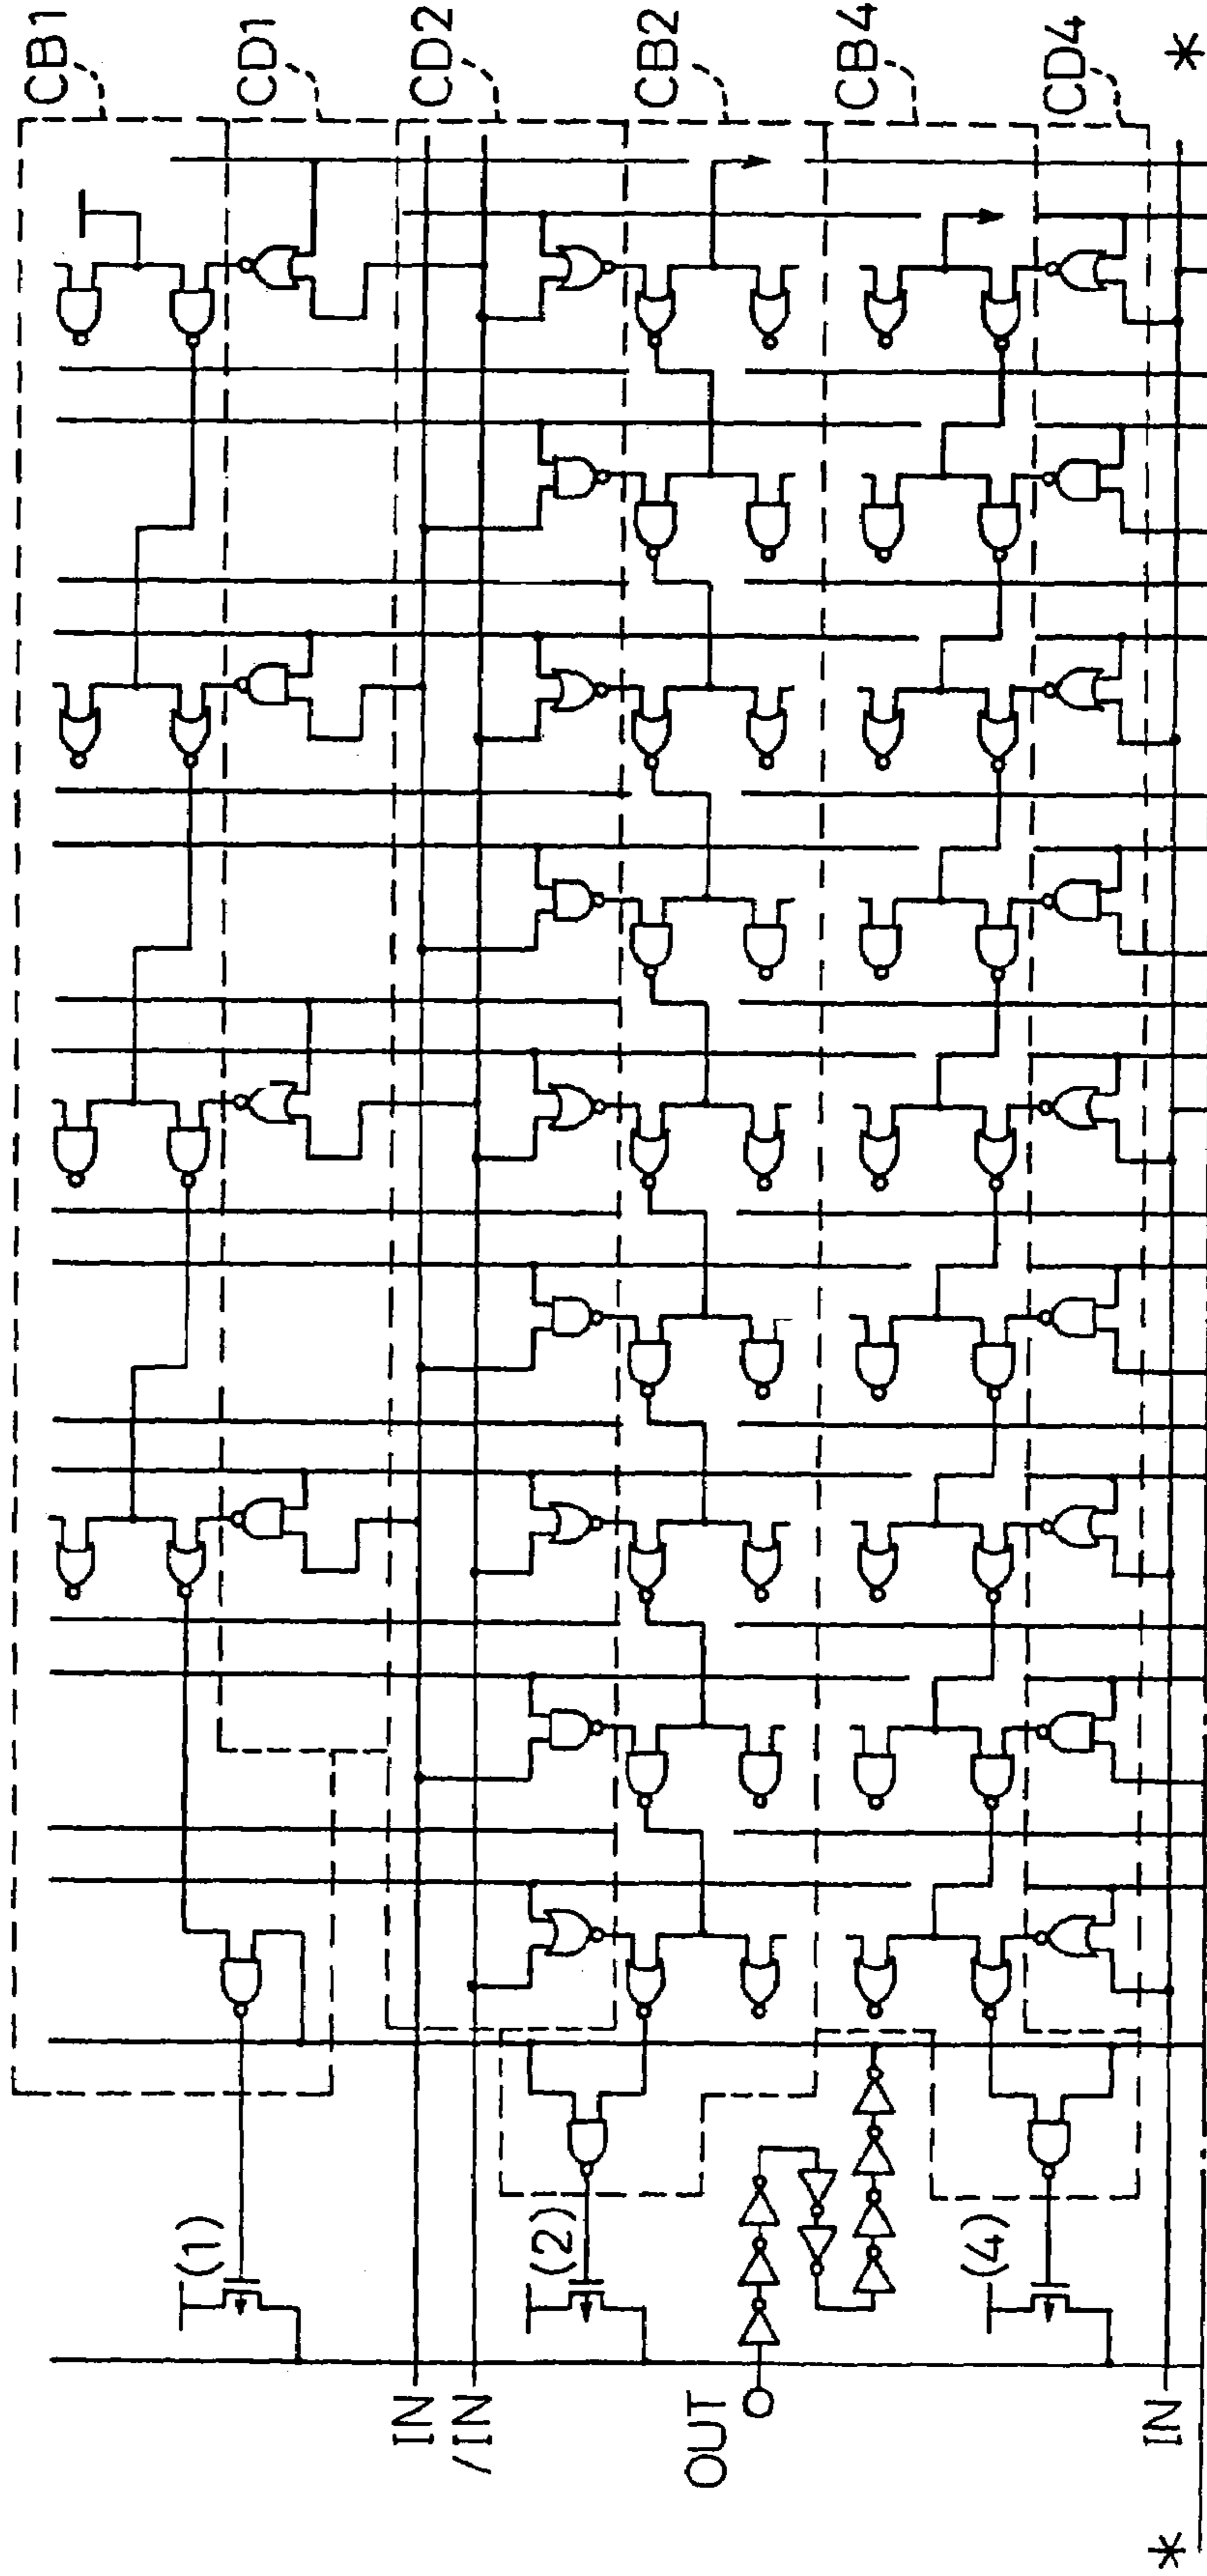 CB1
CD1
CD2
CB2
CB4
CD4
*
(1)
(2)
(4)
IN
/IN
OUT
IN
*